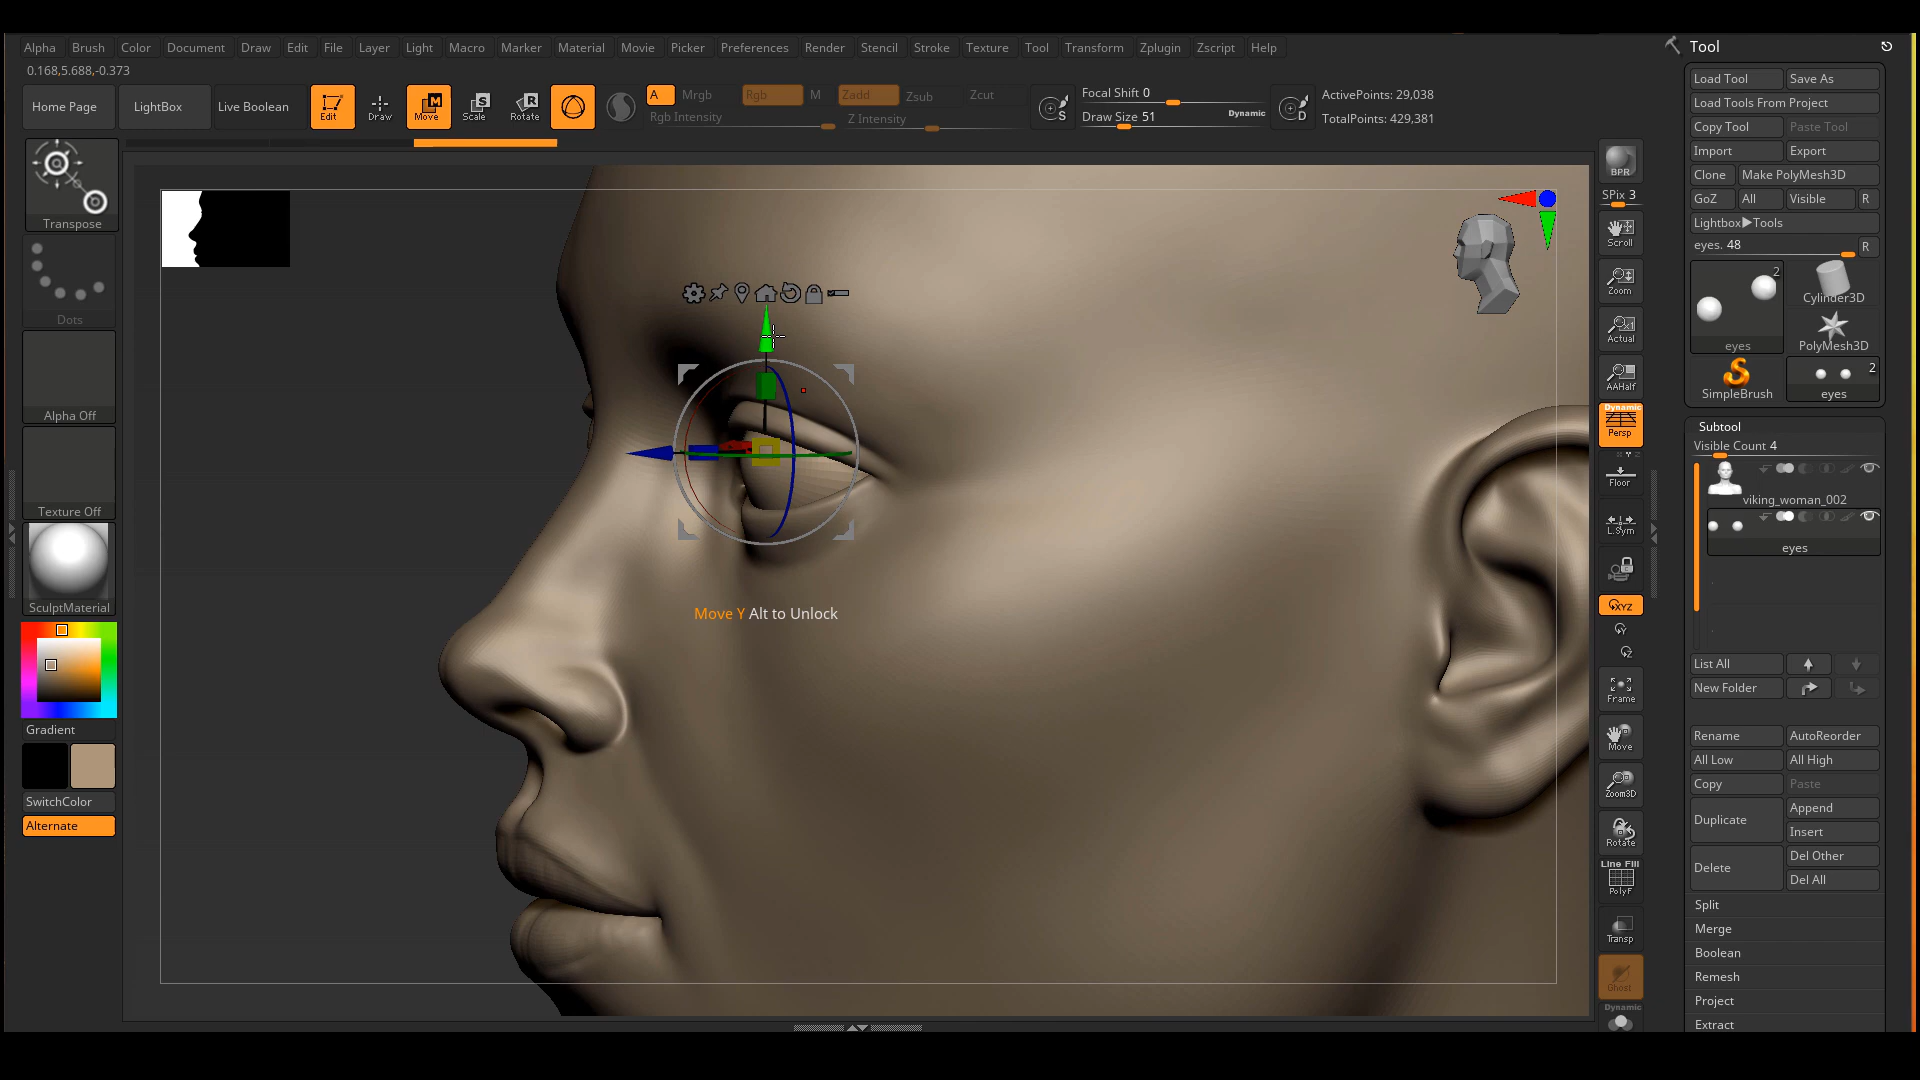 Alpha Brush Color Document Draw Edit File Layer Light Macro Marker Material Movie Picker Preferences Render Stencil Stroke Texture Tool Transform Zplugin Zscript Help
0.168,5.688,-0.373
Home Page LightBox Live Boolean Edit Draw Move Scale Rotate
A Mrgb Rgb M Zadd Zsub Zcut
Rgb Intensity Z Intensity
Focal Shift 0
Draw Size 51 Dynamic
S
D
ActivePoints: 29,038
TotalPoints: 429,381
Transpose
Dots
Alpha Off
Texture Off
SculptMaterial
Gradient
SwitchColor
Alternate
Move Y Alt to Unlock
BPR
SPix 3
Scroll
Zoom
Actual
AAHalf
Dynamic
Persp
Floor
L.Sym
XYZ
Y
Z
Frame
Move
Zoom3D
Rotate
Line Fill
PolyF
Transp
Ghost
Dynamic
Tool
Load Tool Save As
Load Tools From Project
Copy Tool Paste Tool
Import Export
Clone Make PolyMesh3D
GoZ All Visible R
Lightbox▶Tools
eyes. 48 R
2
eyes
Cylinder3D
PolyMesh3D
SimpleBrush
2
eyes
Subtool
Visible Count 4
viking_woman_002
eyes
List All
New Folder
Rename AutoReorder
All Low All High
Copy Paste
Duplicate Append
Insert
Delete Del Other
Del All
Split
Merge
Boolean
Remesh
Project
Extract